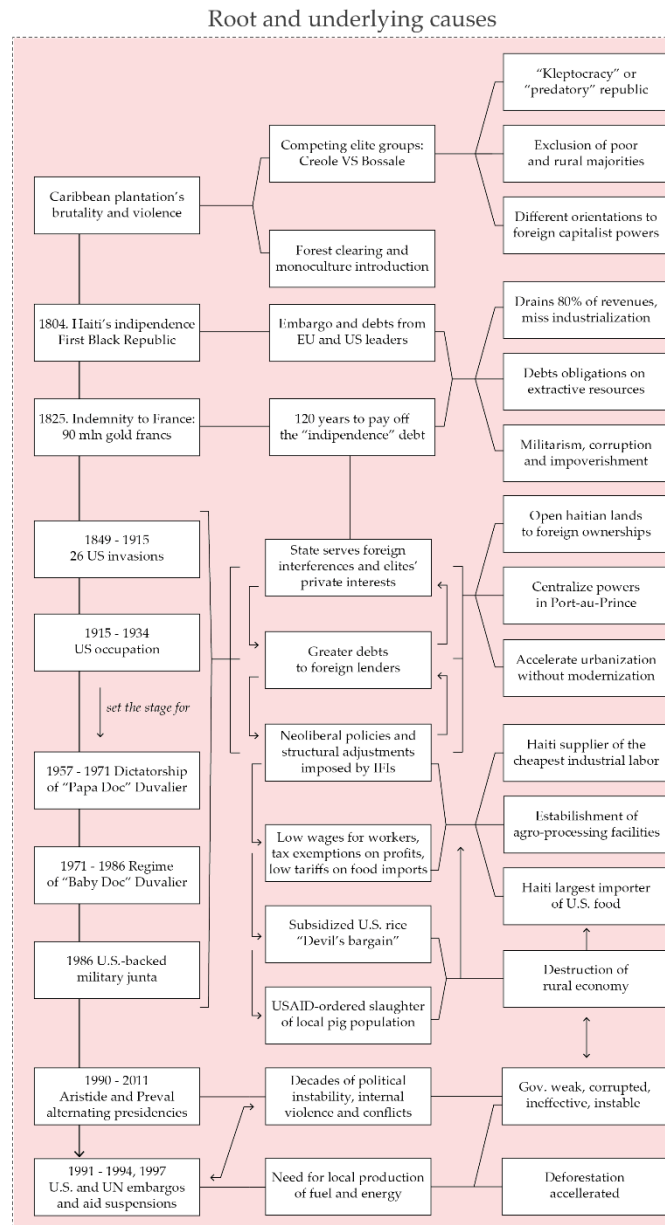 Root and underlying causes
"Kleptocracy" or
"predatory" republic
Competing elite groups:
Creole VS Bossale
Exclusion of poor
and rural majorities
Caribbean plantation's
brutality and violence
Different orientations to
foreign capitalist powers
Forest clearing and
monoculture introduction
Drains 80% of revenues,
miss industrialization
1804. Haiti's indipendence
First Black Republic
Embargo and debts from
EU and US leaders
Debts obligations on
extractive resources
1825. Indemnity to France:
90 mln gold francs
120 years to pay off
the "indipendence" debt
Militarism, corruption
and impoverishment
Open haitian lands
to foreign ownerships
1849 - 1915
26 US invasions
State serves foreign
interferences and elites'
private interests
Centralize powers
in Port-au-Prince
1915 - 1934
US occupation
Greater debts
to foreign lenders
Accelerate urbanization
without modernization
set the stage for
Neoliberal policies and
structural adjustments
imposed by IFIs
Haiti supplier of the
cheapest industrial labor
1957 - 1971 Dictatorship
of "Papa Doc" Duvalier
Low wages for workers,
tax exemptions on profits,
low tariffs on food imports
Estabilishment of
agro-processing facilities
1971 - 1986 Regime
of "Baby Doc" Duvalier
Haiti largest importer
of U.S. food
Subsidized U.S. rice
"Devil's bargain"
1986 U.S.-backed
military junta
Destruction of
rural economy
USAID-ordered slaughter
of local pig population
1990 - 2011
Aristide and Preval
alternating presidencies
Decades of political
instability, internal
violence and conflicts
Gov. weak, corrupted,
ineffective, instable
1991 - 1994, 1997
U.S. and UN embargos
and aid suspensions
Need for local production
of fuel and energy
Deforestation
accellerated